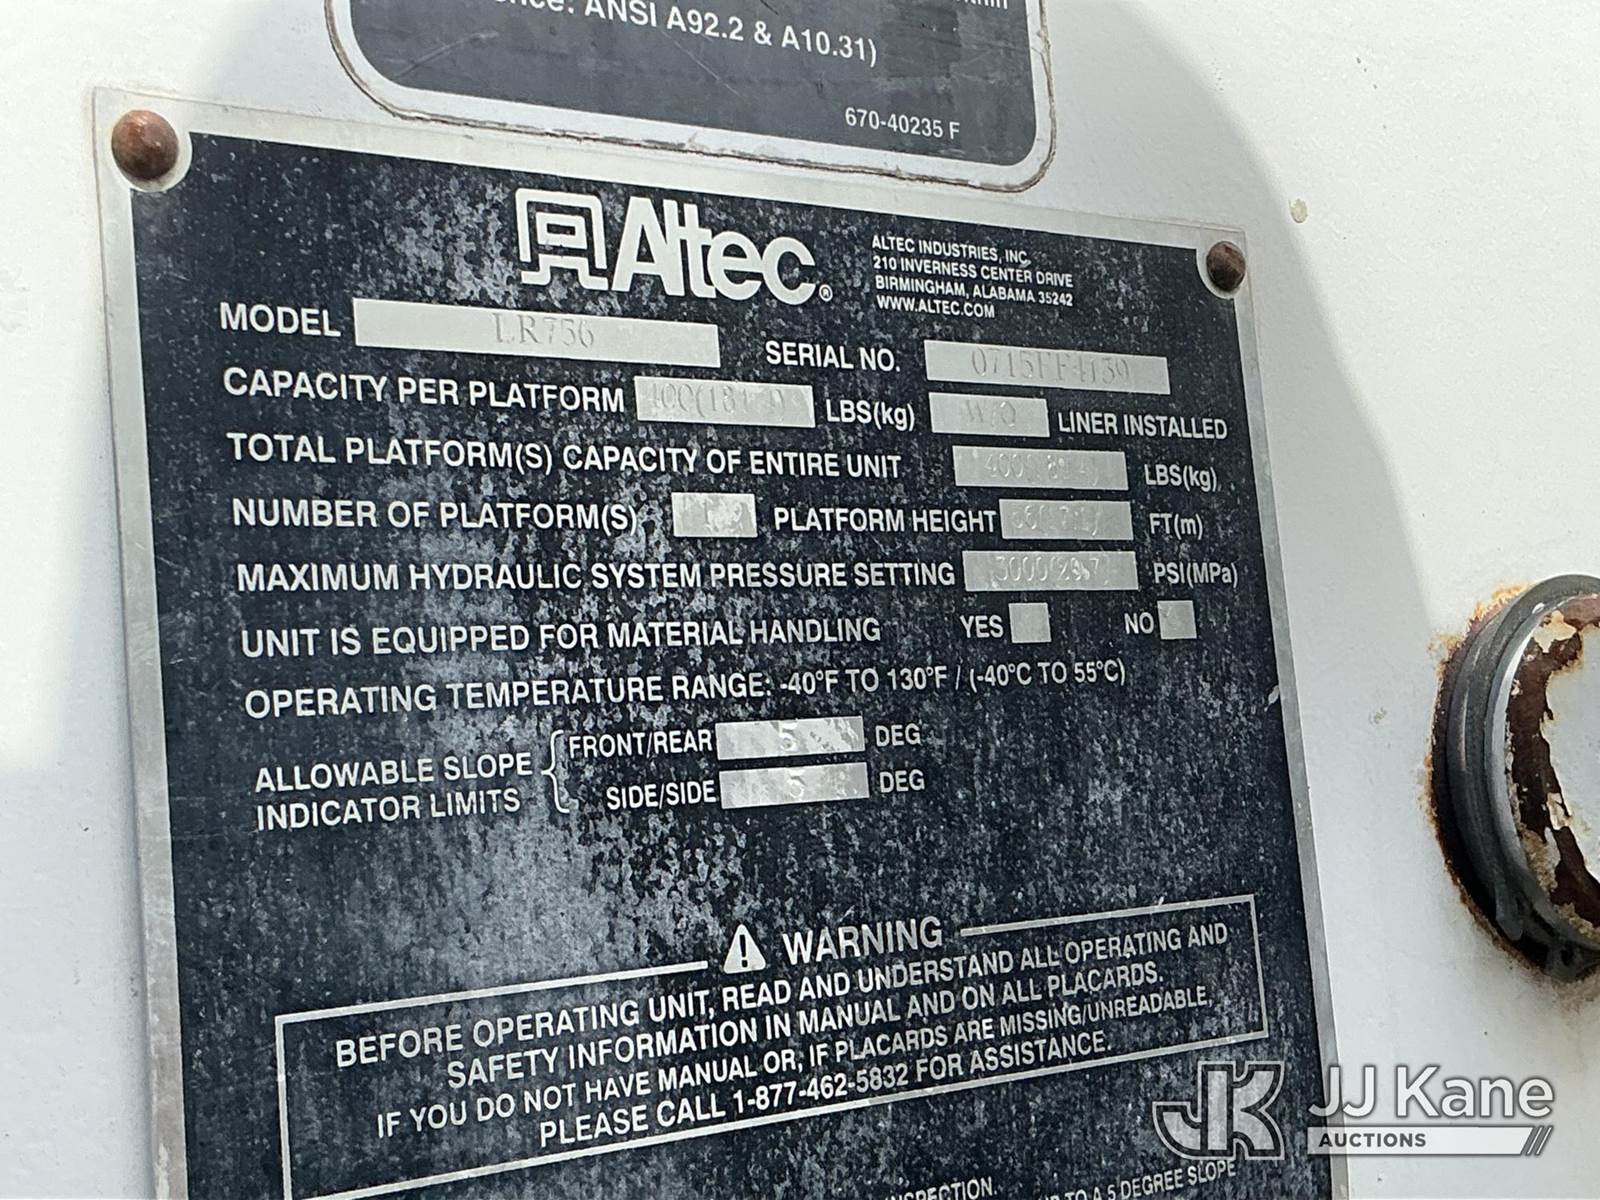 ANSI A92.2 & A10.31)
670-40235 F
Altec®
ALTEC INDUSTRIES, INC.
210 INVERNESS CENTER DRIVE
BIRMINGHAM, ALABAMA 35242
WWW.ALTEC.COM
MODEL LR756
SERIAL NO.
CAPACITY PER PLATFORM LBS(kg) W/O LINER INSTALLED
TOTAL PLATFORM(S) CAPACITY OF ENTIRE UNIT LBS(kg)
NUMBER OF PLATFORM(S) 1 PLATFORM HEIGHT FT(m)
MAXIMUM HYDRAULIC SYSTEM PRESSURE SETTING PSI(MPa)
UNIT IS EQUIPPED FOR MATERIAL HANDLING YES NO
OPERATING TEMPERATURE RANGE: -40°F TO 130°F / (-40°C TO 55°C)
ALLOWABLE SLOPE
INDICATOR LIMITS
FRONT/REAR 5 DEG
SIDE/SIDE 5 DEG
WARNING
BEFORE OPERATING UNIT, READ AND UNDERSTAND ALL OPERATING AND
SAFETY INFORMATION IN MANUAL AND ON ALL PLACARDS.
IF YOU DO NOT HAVE MANUAL OR, IF PLACARDS ARE MISSING/UNREADABLE,
PLEASE CALL 1-877-462-5832 FOR ASSISTANCE.
TO A 5 DEGREE SLOPE
JK JJ Kane
AUCTIONS